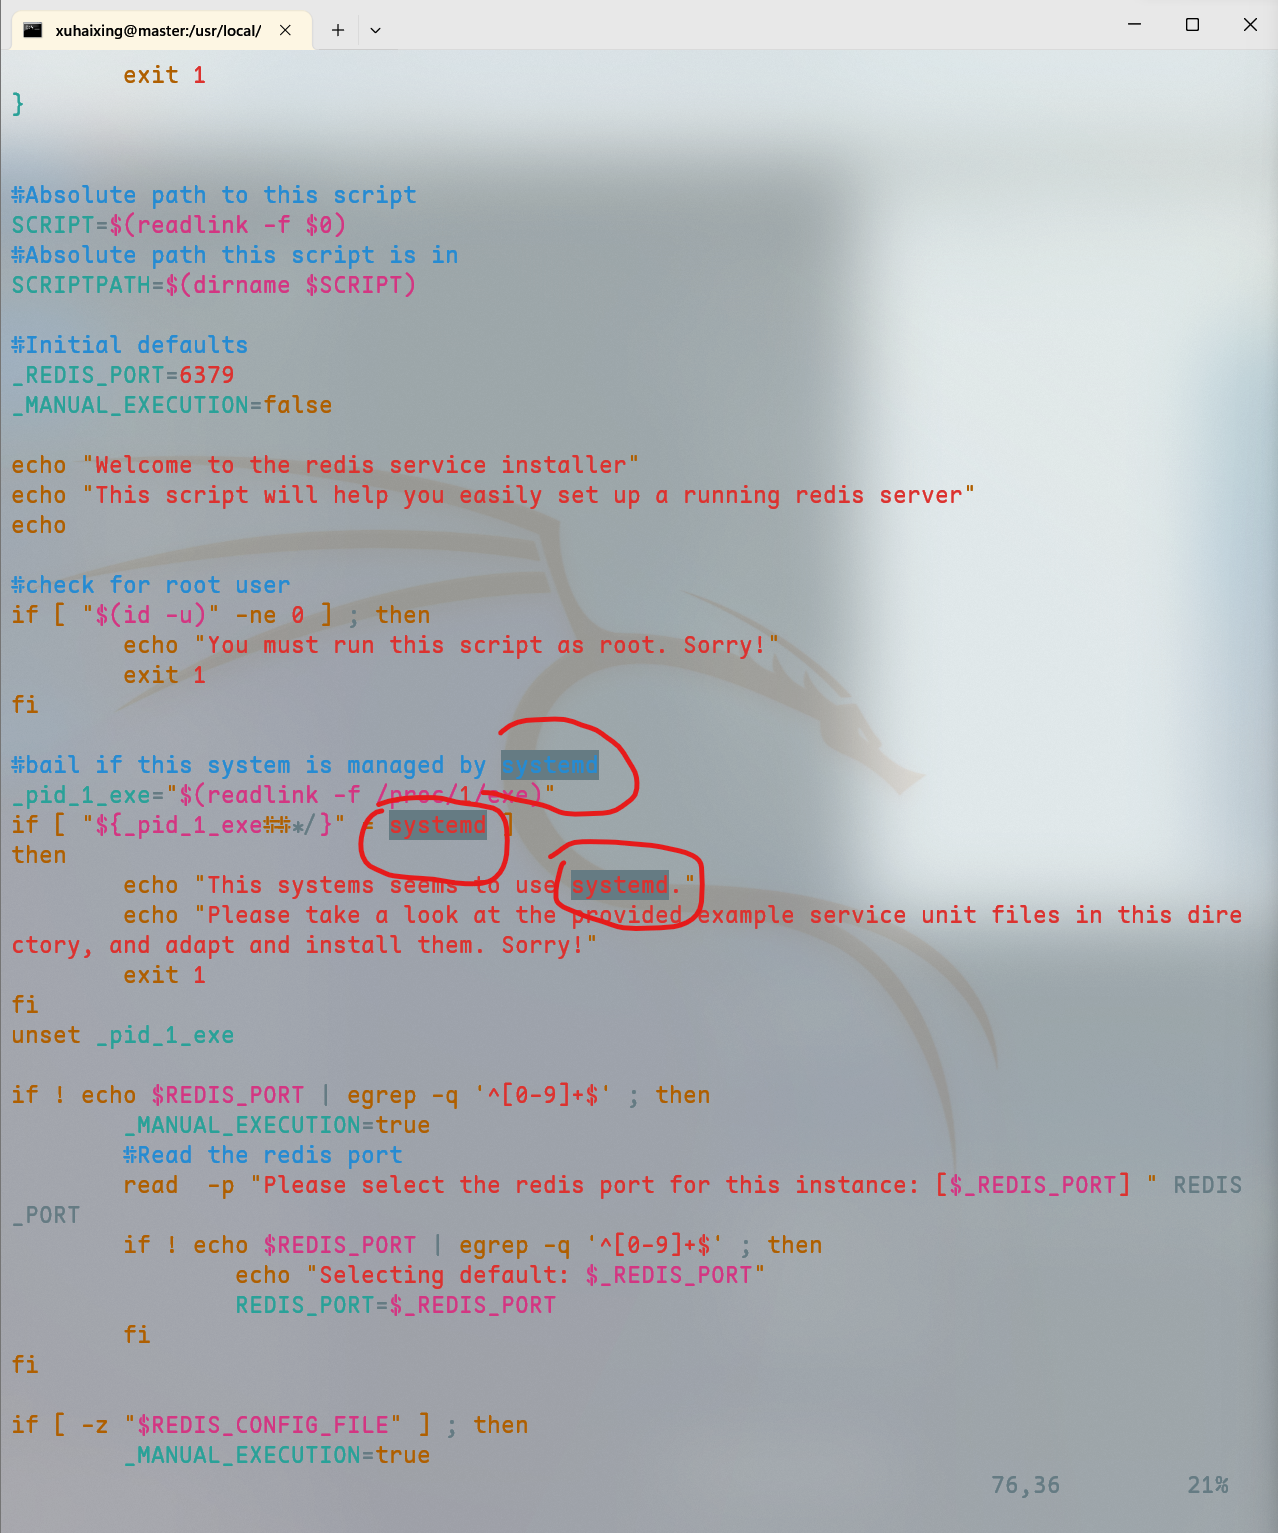 xuhaixing@master:/usr/local/
exit 1
}
#Absolute path to this script
SCRIPT=$(readlink -f $0)
#Absolute path this script is in
SCRIPTPATH=$(dirname $SCRIPT)
#Initial defaults
_REDIS_PORT=6379
_MANUAL_EXECUTION=false
echo "Welcome to the redis service installer"
echo "This script will help you easily set up a running redis server"
echo
#check for root user
if [ "$(id -u)" -ne 0 ] ; then
echo "You must run this script as root. Sorry!"
exit 1
fi
#bail if this system is managed by systemd
_pid_1_exe="$(readlink -f /proc/1/exe)"
if [ "${_pid_1_exe##*/}" = systemd ]
then
echo "This systems seems to use systemd."
echo "Please take a look at the provided example service unit files in this dire
ctory, and adapt and install them. Sorry!"
exit 1
fi
unset _pid_1_exe
if ! echo $REDIS_PORT | egrep -q '^[0-9]+$' ; then
_MANUAL_EXECUTION=true
#Read the redis port
read  -p "Please select the redis port for this instance: [$_REDIS_PORT] " REDIS
_PORT
if ! echo $REDIS_PORT | egrep -q '^[0-9]+$' ; then
echo "Selecting default: $_REDIS_PORT"
REDIS_PORT=$_REDIS_PORT
fi
fi
if [ -z "$REDIS_CONFIG_FILE" ] ; then
_MANUAL_EXECUTION=true
76,36 21%